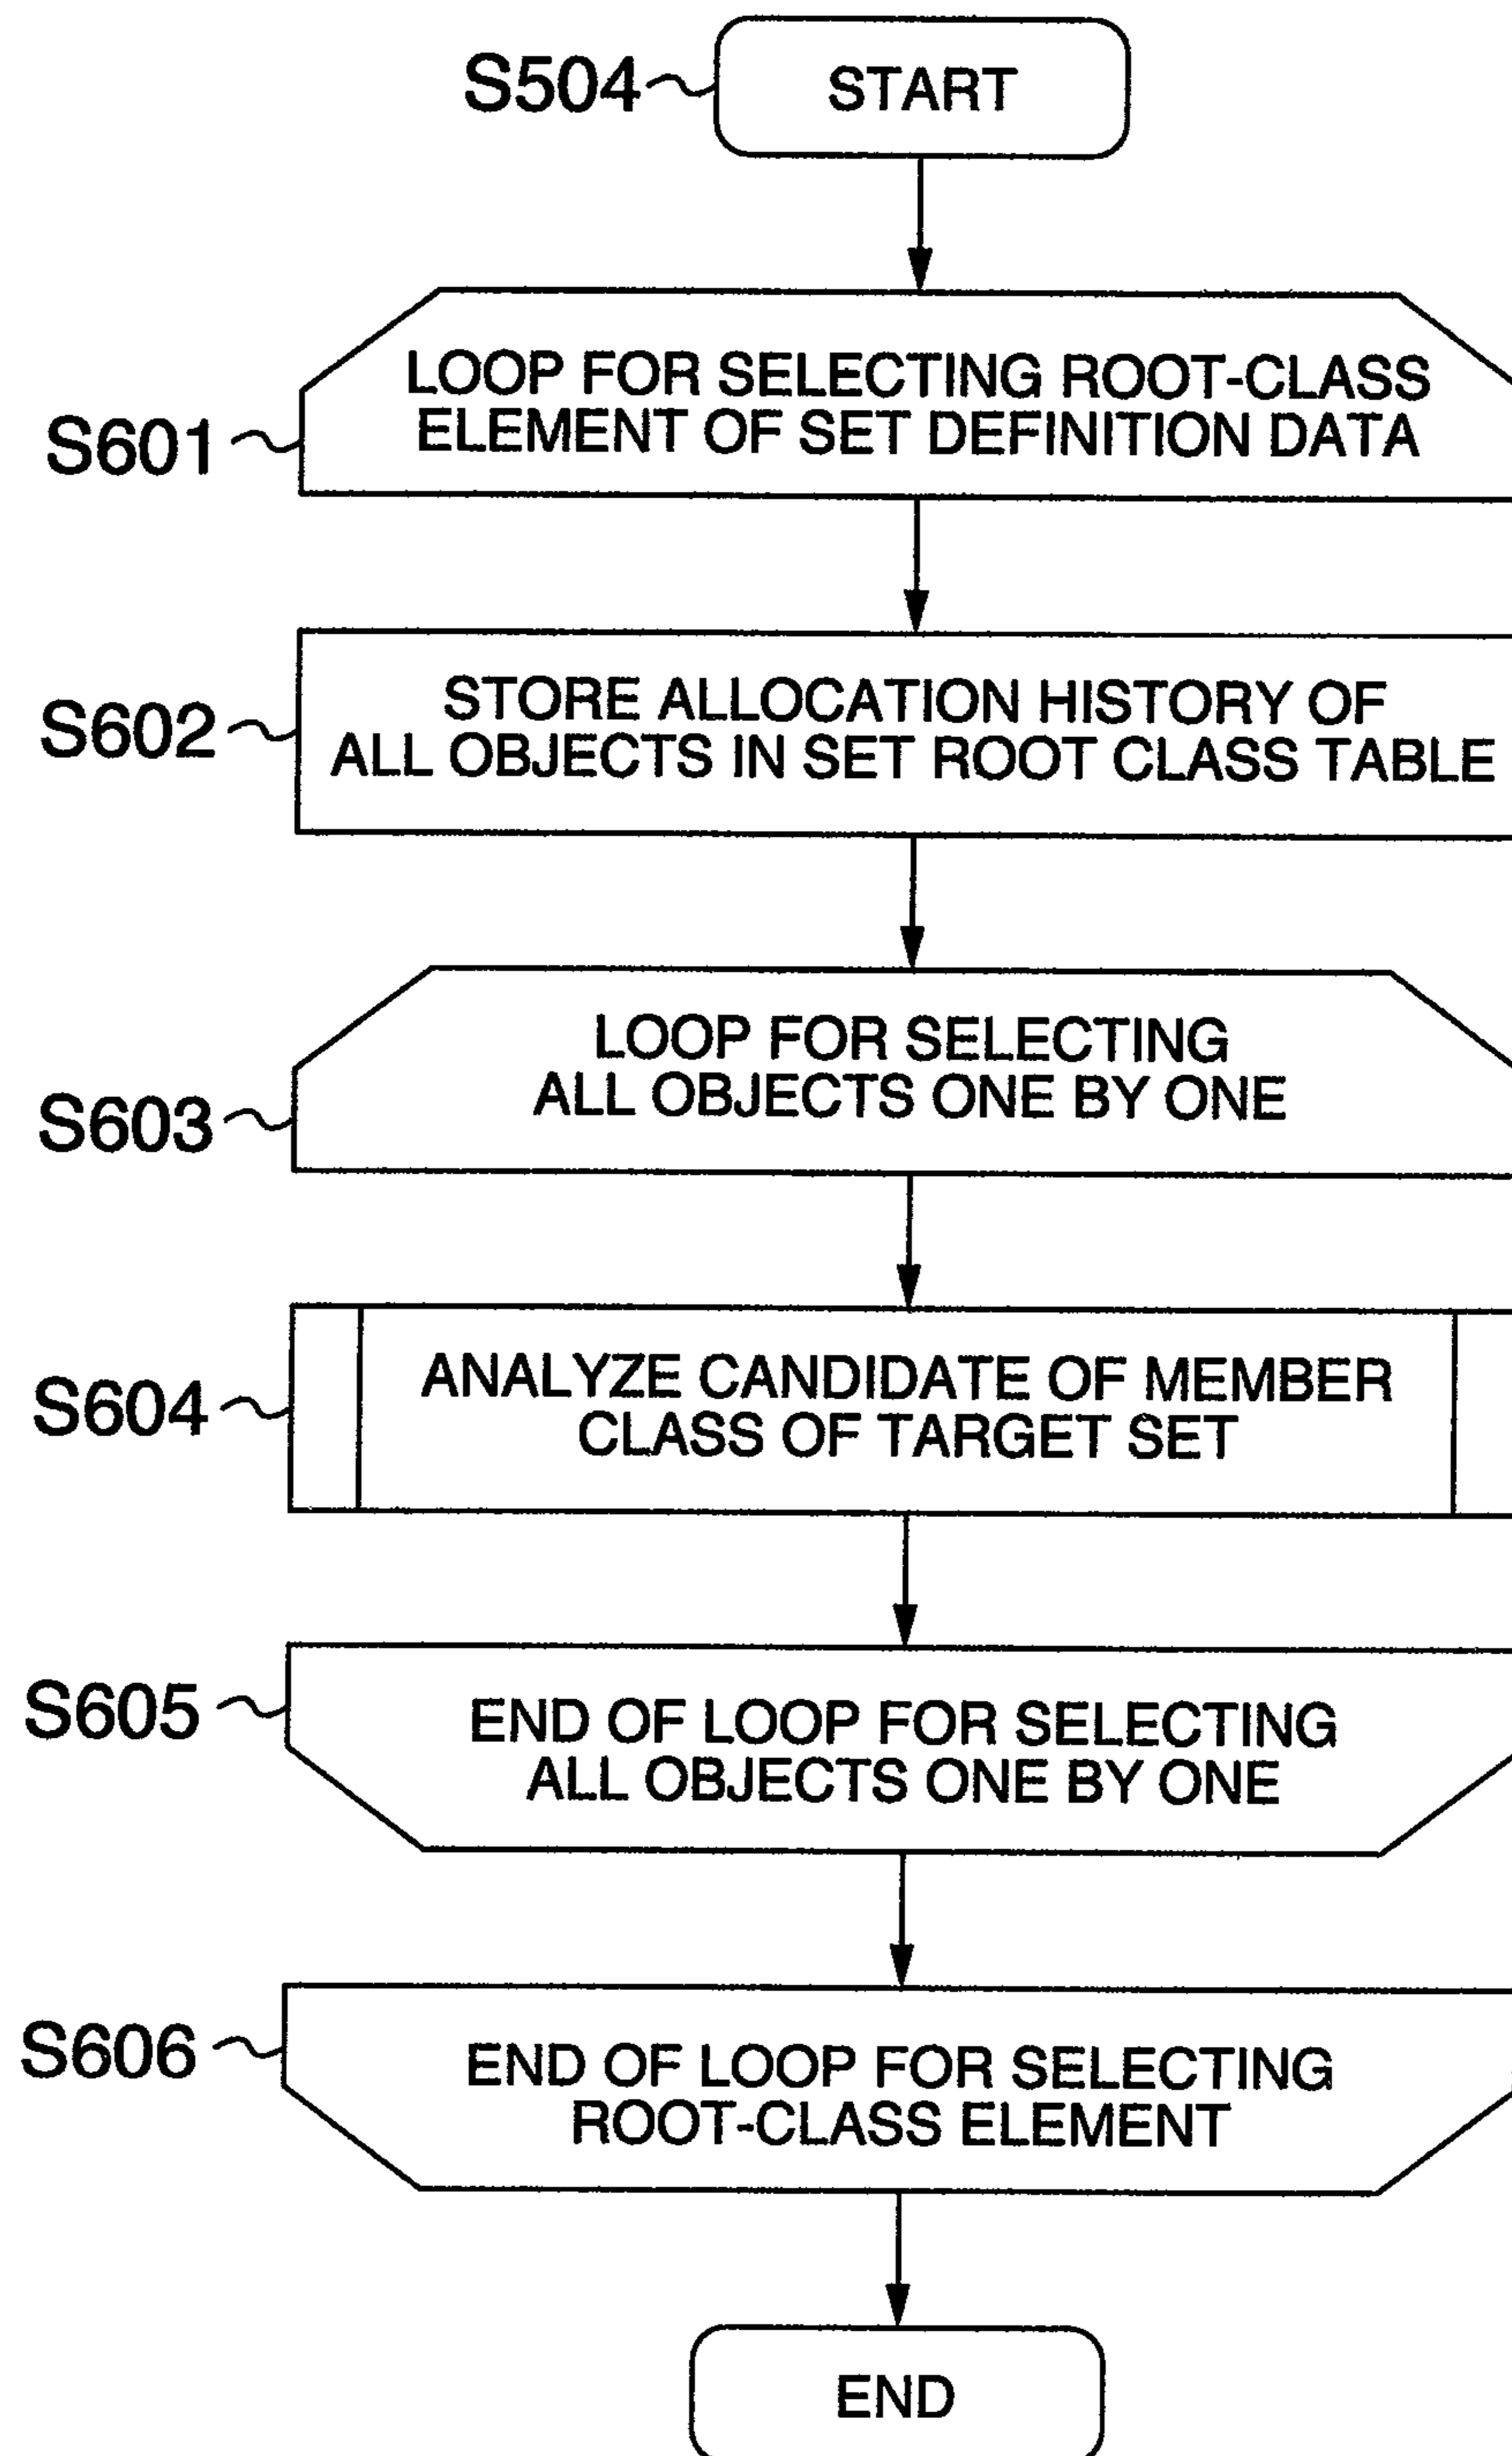 S504
START
S601
LOOP FOR SELECTING ROOT-CLASS
ELEMENT OF SET DEFINITION DATA
S602
STORE ALLOCATION HISTORY OF
ALL OBJECTS IN SET ROOT CLASS TABLE
S603
LOOP FOR SELECTING
ALL OBJECTS ONE BY ONE
S604
ANALYZE CANDIDATE OF MEMBER
CLASS OF TARGET SET
S605
END OF LOOP FOR SELECTING
ALL OBJECTS ONE BY ONE
S606
END OF LOOP FOR SELECTING
ROOT-CLASS ELEMENT
END